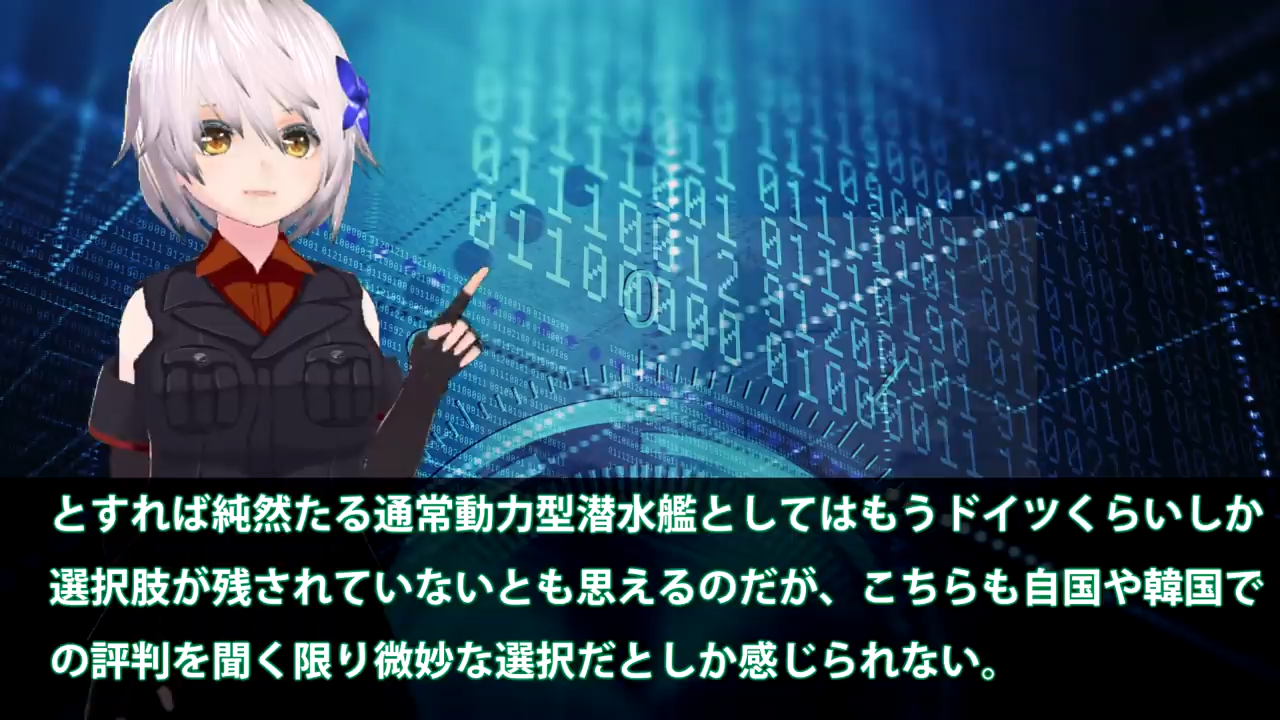 とすれば純然たる通常動力型潜水艦としてはもうドイツくらいしか
選択肢が残されていないとも思えるのだが、こちらも自国や韓国で
の評判を聞く限り微妙な選択だとしか感じられない。